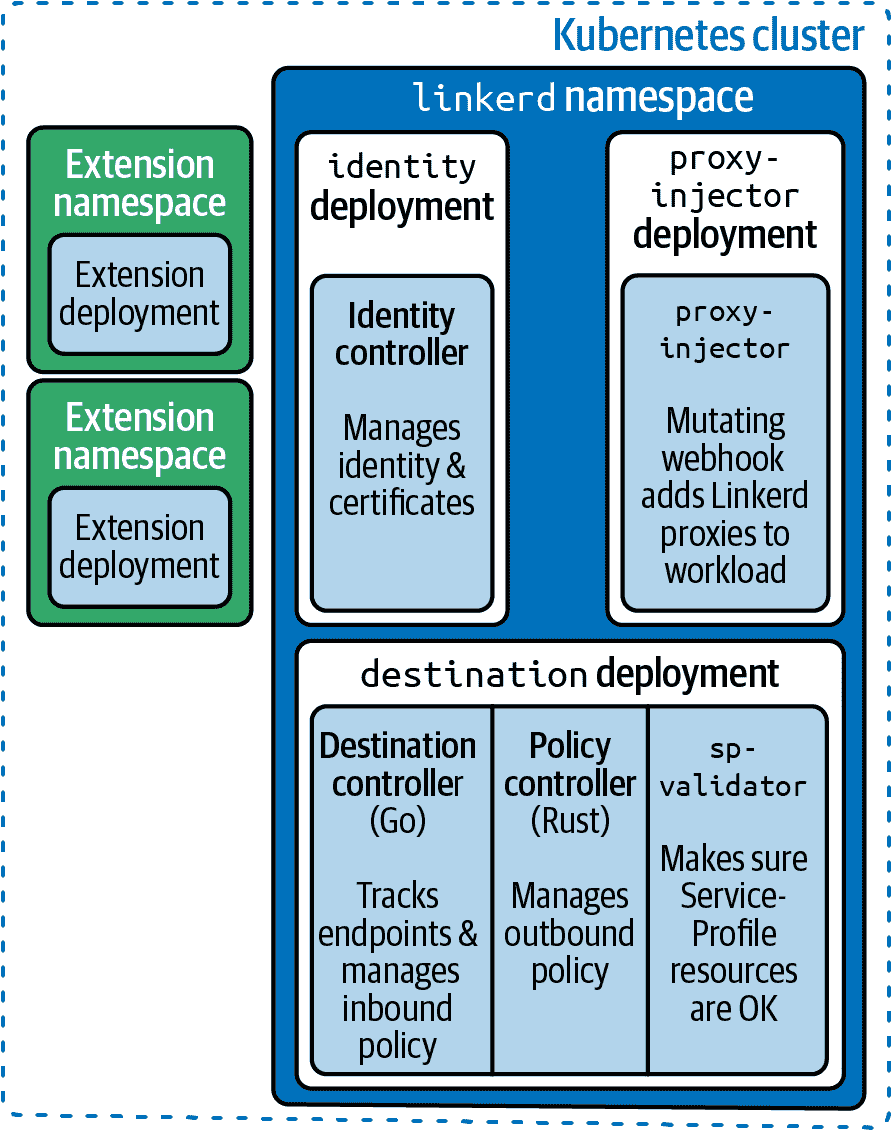 Kubernetes cluster
linkerd namespace
Extension
namespace
Extension
deployment
Extension
namespace
Extension
deployment
identity
deployment
Identity
controller
Manages
identity &
certificates
proxy-
injector
deployment
proxy-
injector
Mutating
webhook
adds Linkerd
proxies to
workload
destination deployment
Destination
controller
(Go)
Tracks
endpoints &
manages
inbound
policy
Policy
controller
(Rust)
Manages
outbound
policy
sp-
validator
Makes sure
Service-
Profile
resources
are OK